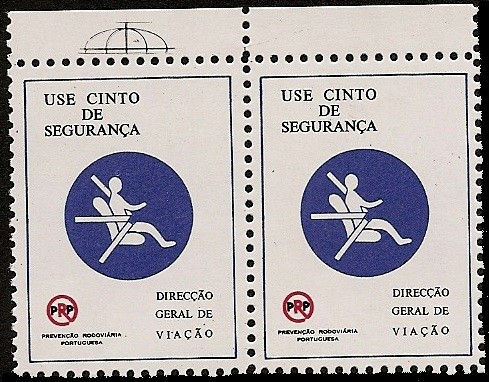 USE CINTO
DE
SEGURANÇA
PRP
PREVENÇÃO RODOVIÁRIA
PORTUGUESA
DIRECÇÃO
GERAL DE
VIAÇÃO
USE CINTO
DE
SEGURANÇA
PRP
PREVENÇÃO RODOVIÁRIA
PORTUGUESA
DIRECÇÃO
GERAL DE
VIAÇÃO